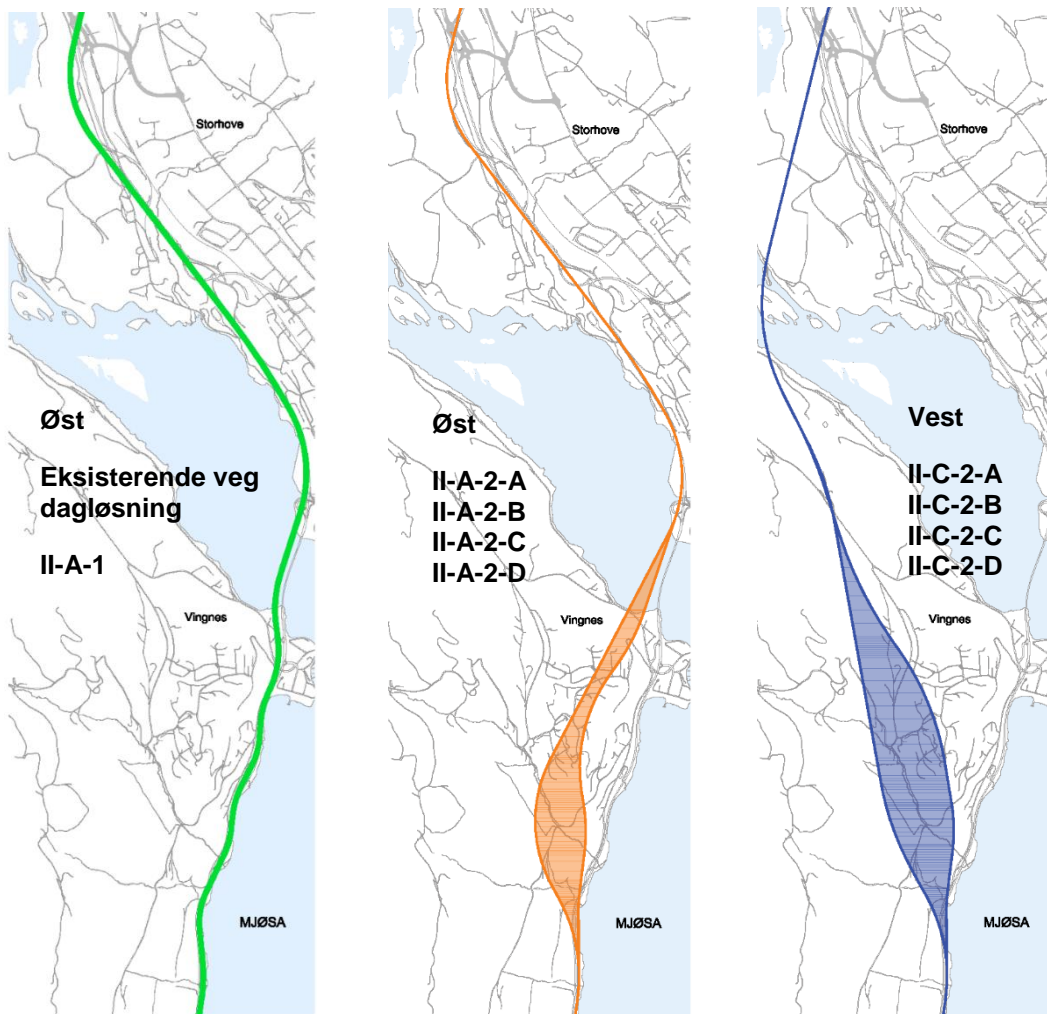 Storhove
Øst
Eksisterende veg
dagløsning
II-A-1
Vingnes
MJØSA
Storhove
Øst
II-A-2-A
II-A-2-B
II-A-2-C
II-A-2-D
Vingnes
MJØSA
Storhove
Vest
II-C-2-A
II-C-2-B
II-C-2-C
II-C-2-D
Vingnes
MJØSA